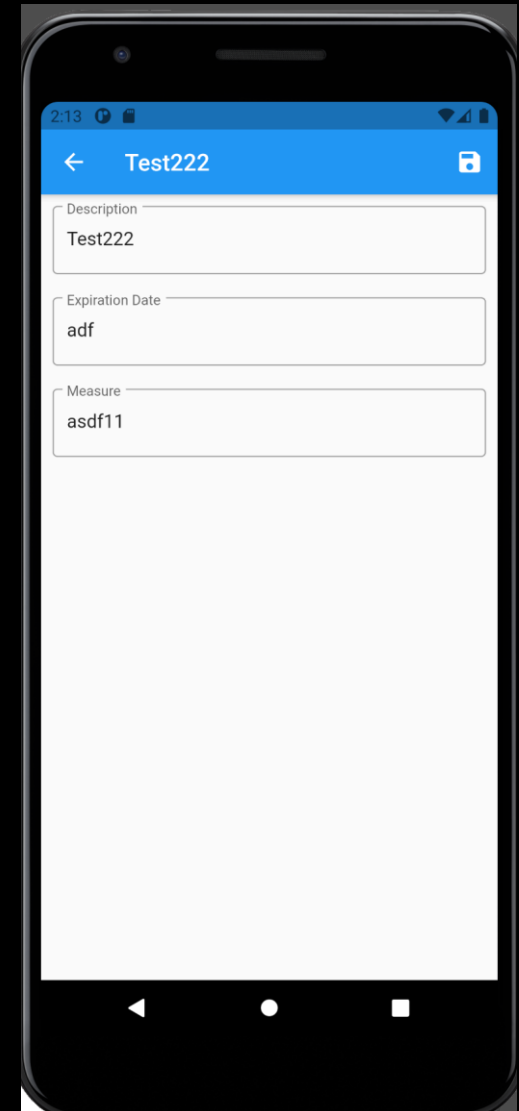 2:13
Test222
Description
Test222
Expiration Date
adf
Measure
asdf11